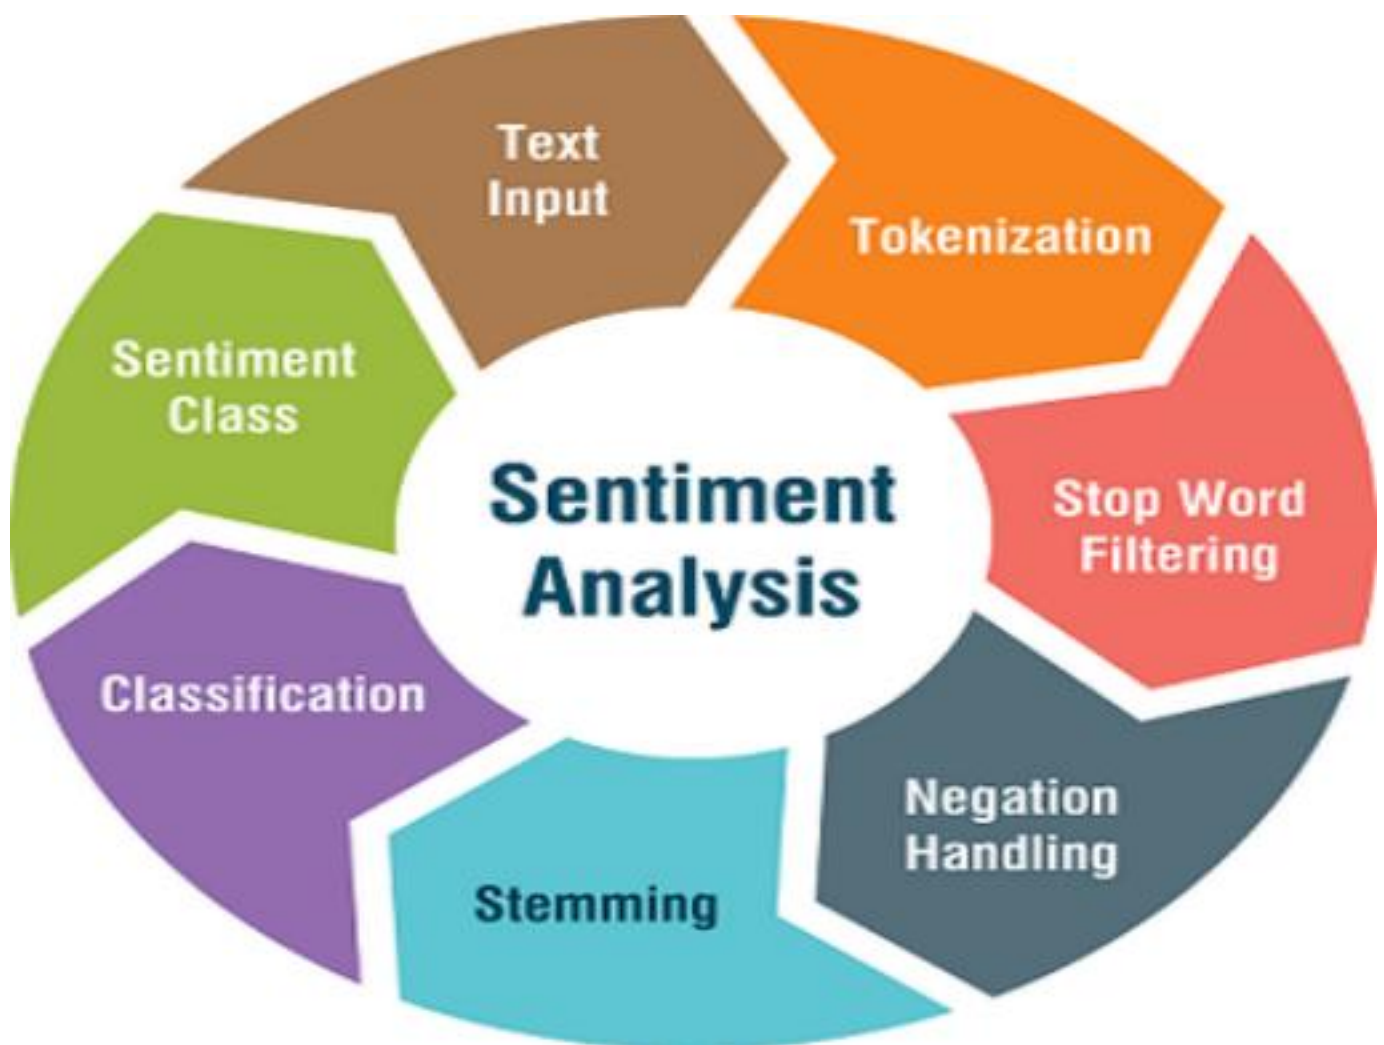 Text
Input
Tokenization
Stop Word
Filtering
Negation
Handling
Stemming
Classification
Sentiment
Class
Sentiment
Analysis